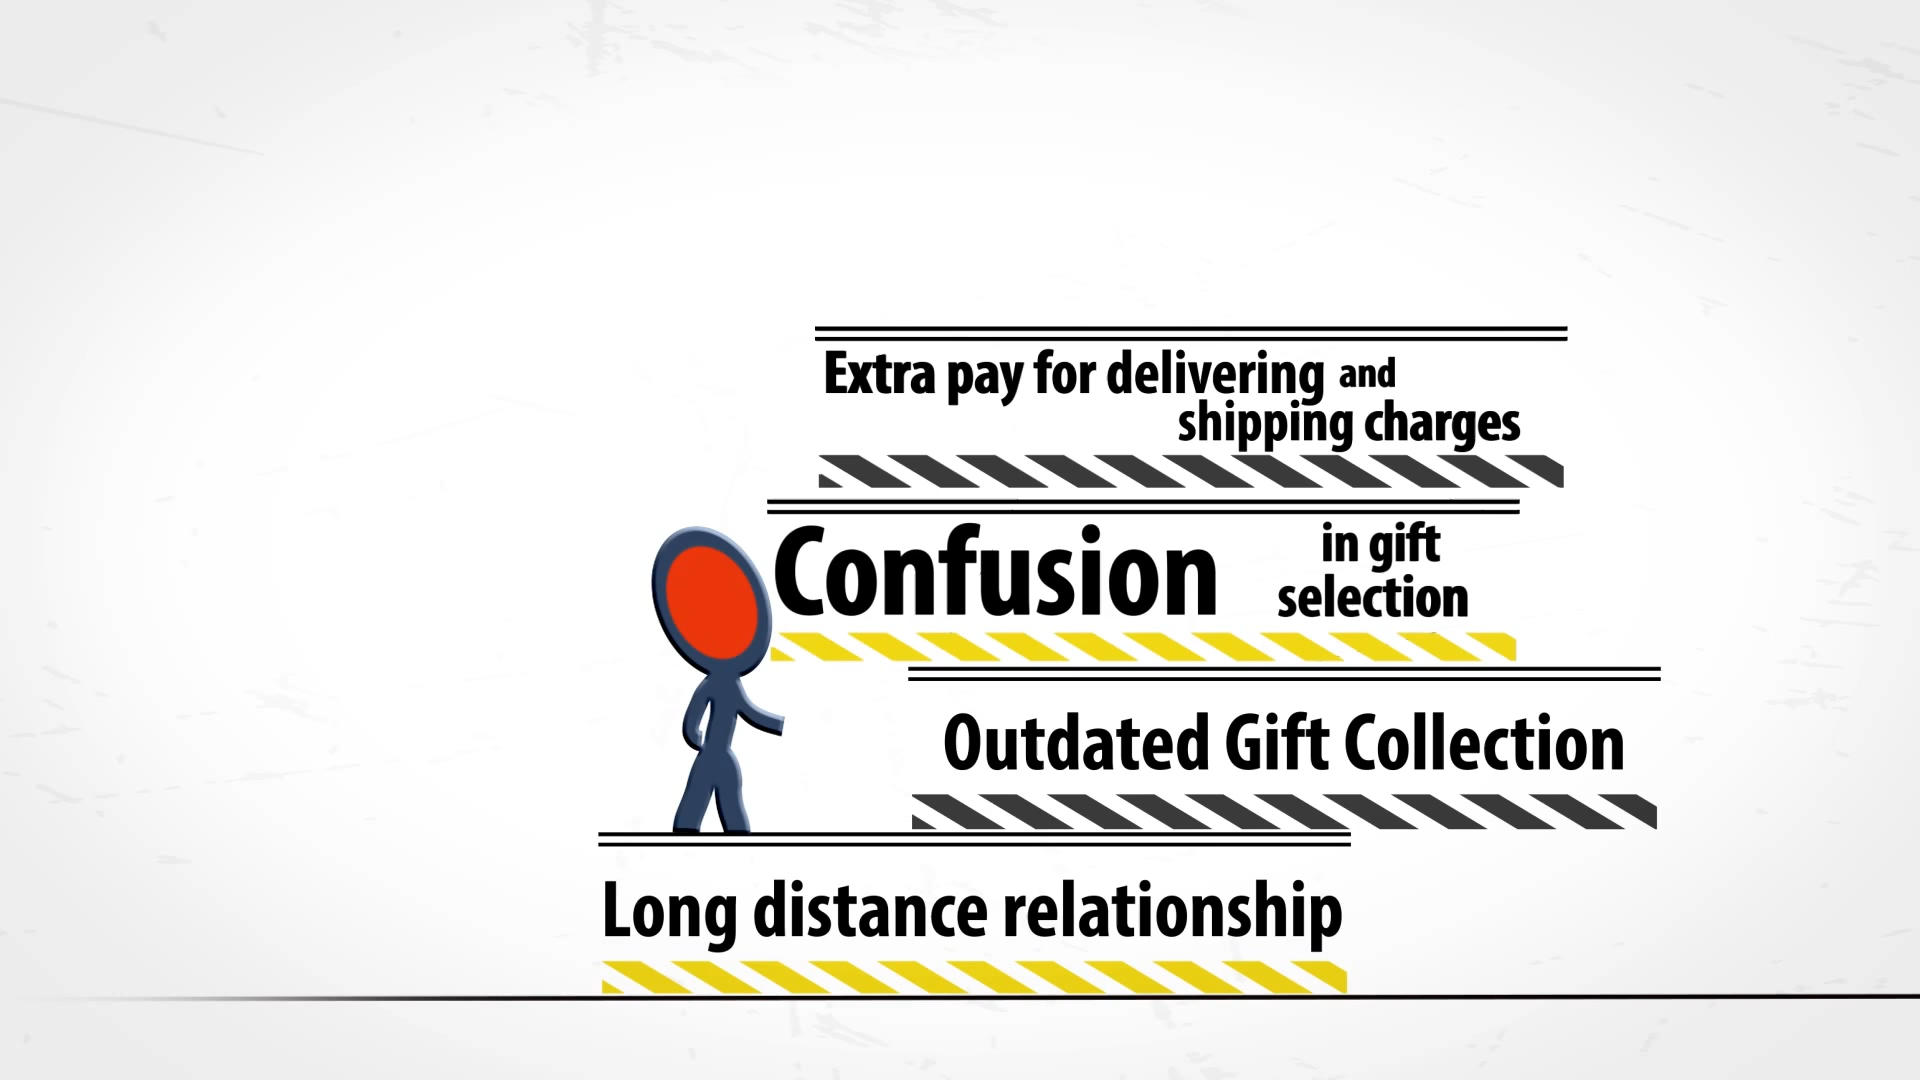 Extra pay for delivering and
shipping charges
Confusion
in gift
selection
Outdated Gift Collection
Long distance relationship